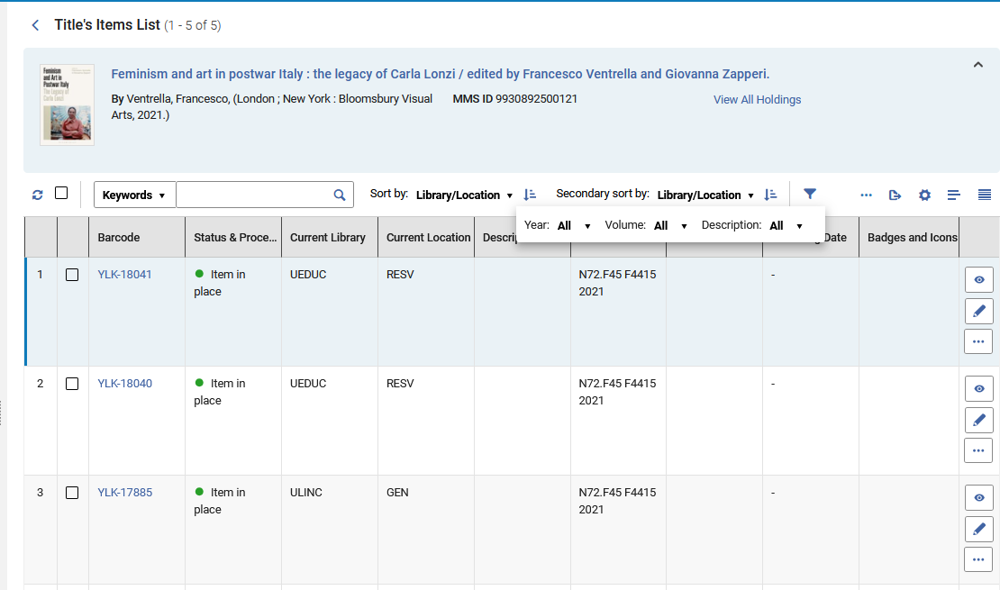 Title's Items List (1 - 5 of 5)
Feminism
and Art in
Postwar Italy
The Legacy of
Carla Lonzi
Feminism and art in postwar Italy : the legacy of Carla Lonzi / edited by Francesco Ventrella and Giovanna Zapperi.
By Ventrella, Francesco, (London ; New York : Bloomsbury Visual Arts, 2021.)
MMS ID 9930892500121
View All Holdings
Keywords
Sort by: Library/Location
Secondary sort by: Library/Location
Year: All Volume: All Description: All
Barcode Status & Proce... Current Library Current Location Date Badges and Icons
1 YLK-18041 Item in place UEDUC RESV N72.F45 F4415 2021 -
2 YLK-18040 Item in place UEDUC RESV N72.F45 F4415 2021 -
3 YLK-17885 Item in place ULINC GEN N72.F45 F4415 2021 -